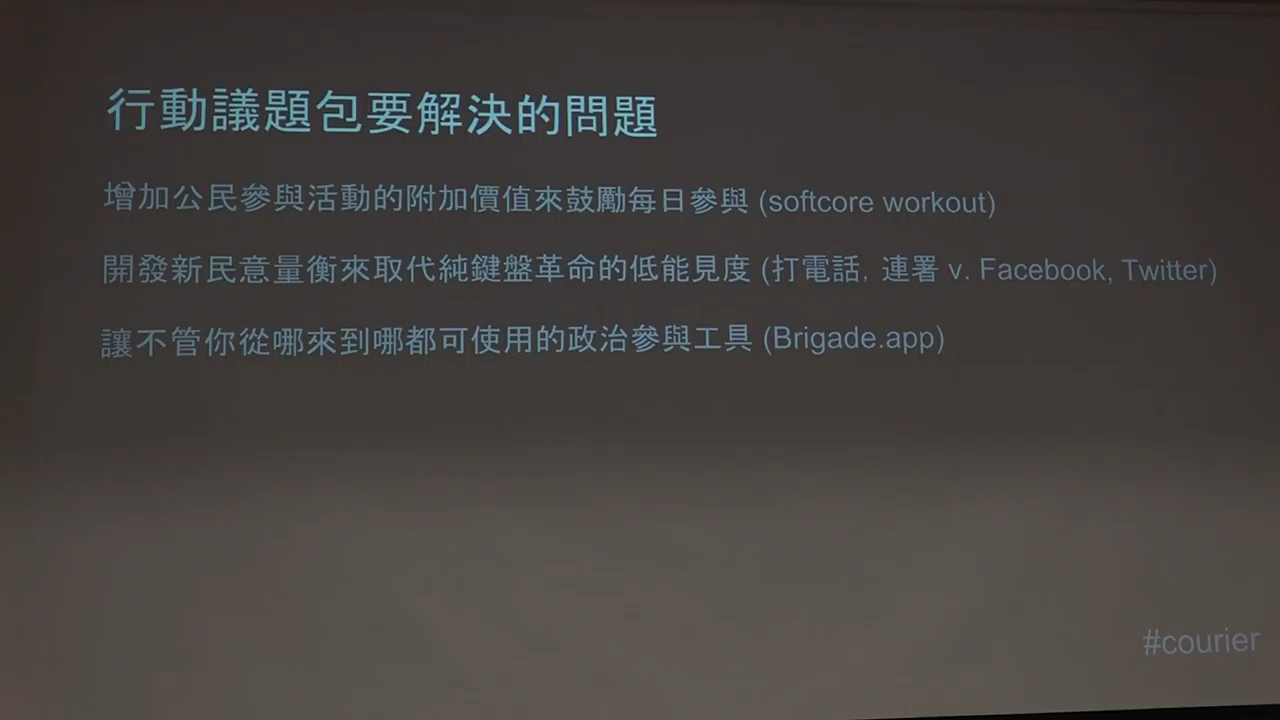 行動議題包要解決的問題
增加公民參與活動的附加價值來鼓勵每日參與 (softcore workout)
開發新民意量衡來取代純鍵盤革命的低能見度 (打電話, 連署 v. Facebook, Twitter)
讓不管你從哪來到哪都可使用的政治參與工具 (Brigade.app)
#courier